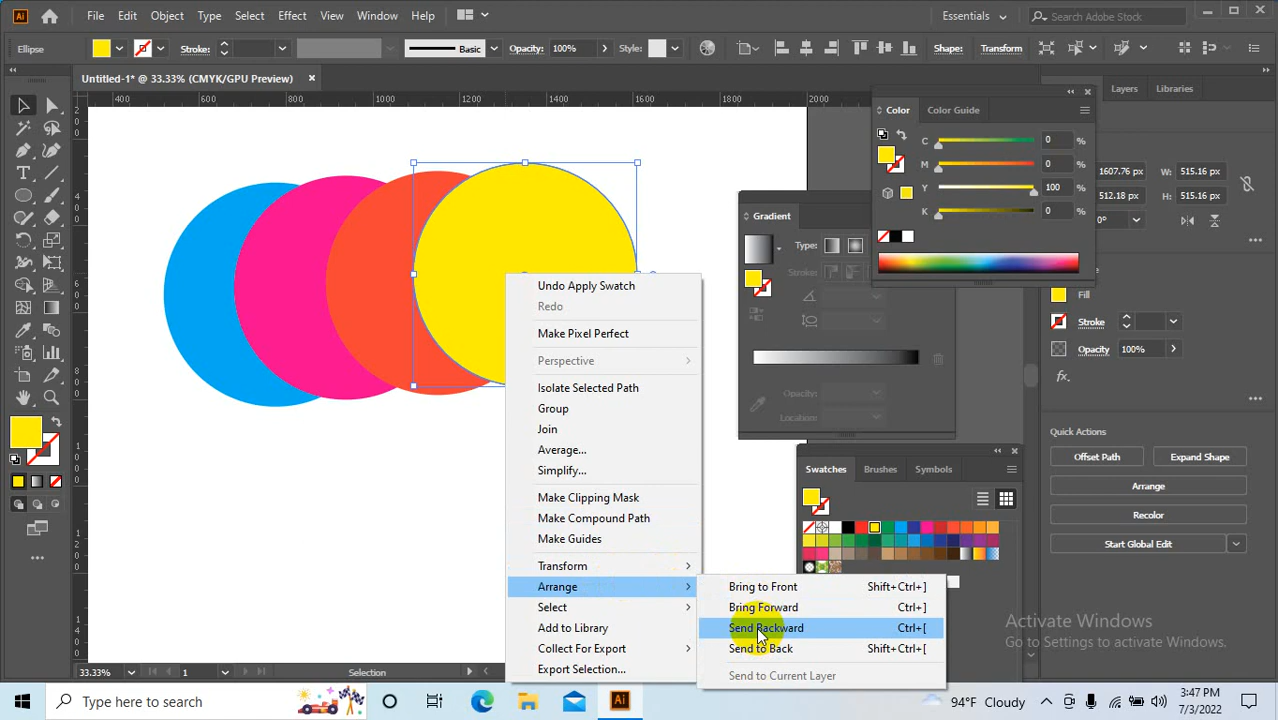 Ai File Edit Object Type Select Effect View Window Help Essentials Search Adobe Stock
Ellipse Stroke: Basic Opacity: 100% Style: Shape: Transform
Untitled-1* @ 33.33% (CMYK/GPU Preview) Layers Libraries
400 600 800 1000 1200 1400 1600 2000
Color Color Guide
C 0 %
M 0 %
Y 100 %
K 0 %
1607.76 px W: 515.16 px
512.18 px H: 515.16 px
0°
Gradient Type:
Strokes:
Opacity:
Locations:
Fill
Stroke
Opacity 100%
fx.
Undo Apply Swatch
Redo
Make Pixel Perfect
Perspective
Isolate Selected Path
Group
Join
Average...
Simplify...
Make Clipping Mask
Make Compound Path
Make Guides
Transform
Arrange
Select
Add to Library
Collect For Export
Export Selection...
Bring to Front Shift+Ctrl+]
Bring Forward Ctrl+]
Send Backward Ctrl+[
Send to Back Shift+Ctrl+[
Send to Current Layer
Swatches Brushes Symbols
Quick Actions
Offset Path Expand Shape
Arrange
Recolor
Start Global Edit
Activate Windows
Go to Settings to activate Windows.
33.33% 1 Selection
Type here to search Ai 94°F Cloudy 3:47 PM
7/3/2022